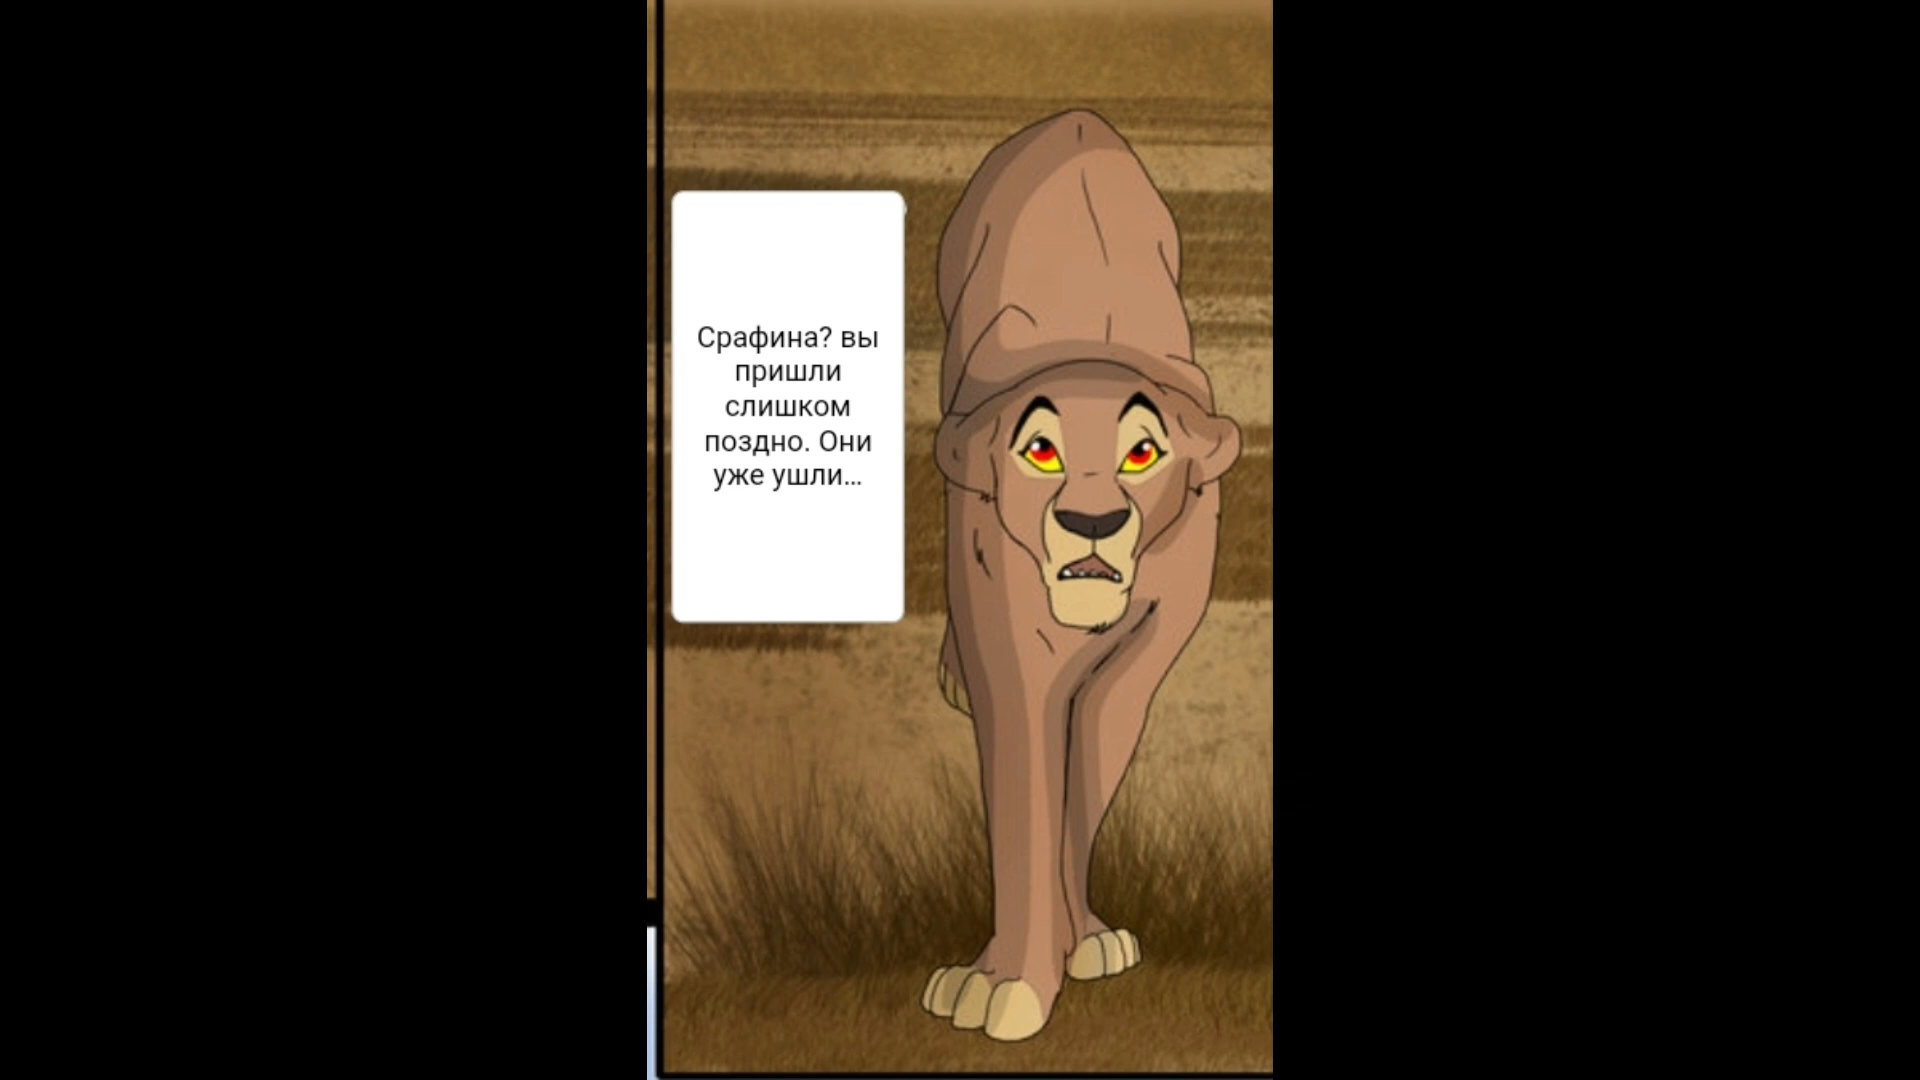 Срафина? вы
пришли
слишком
поздно. Они
уже ушли...